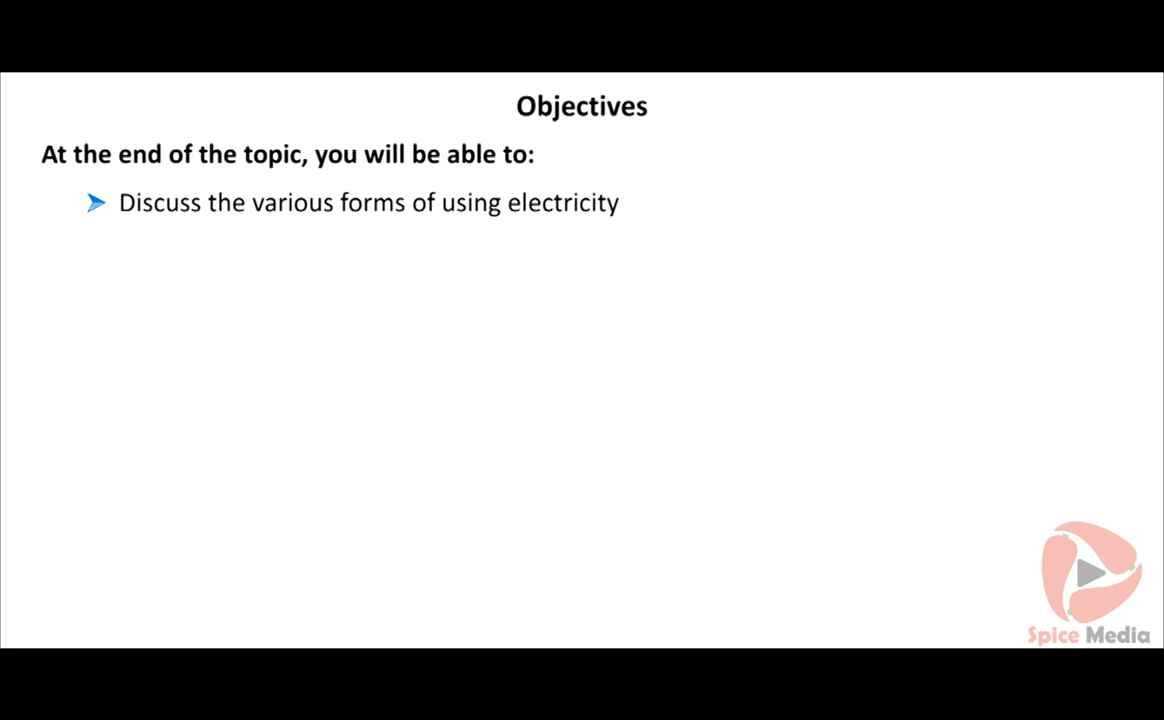 Objectives
At the end of the topic, you will be able to:
Discuss the various forms of using electricity
Spice Media